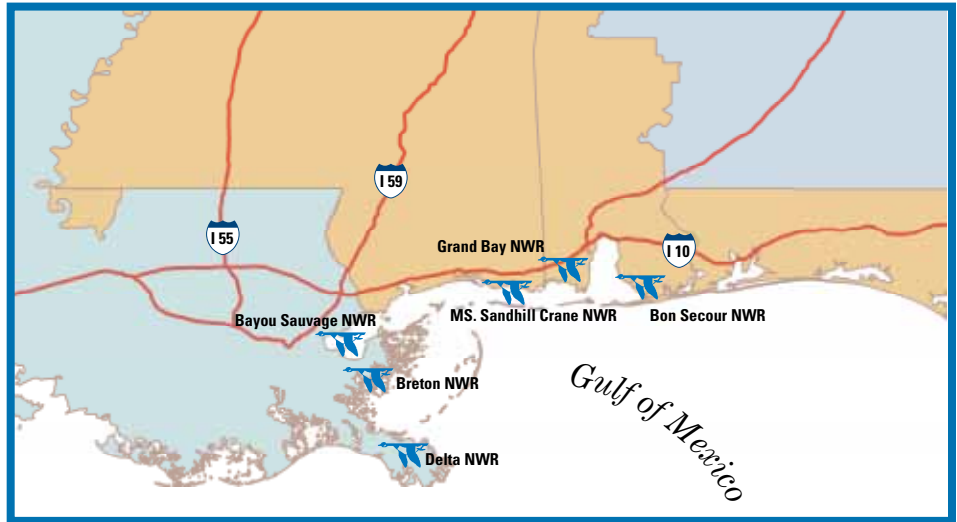 I 59
I 55
Grand Bay NWR
I 10
Bayou Sauvage NWR
MS. Sandhill Crane NWR
Bon Secour NWR
Breton NWR
Gulf of Mexico
Delta NWR